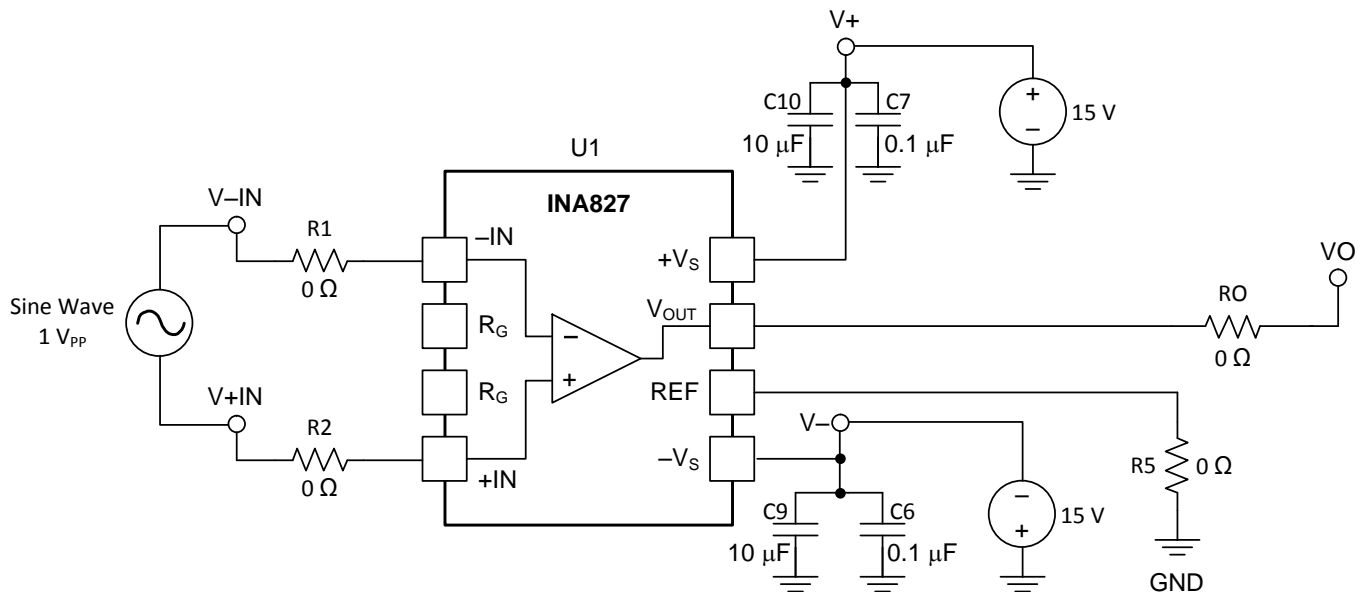 V+
C10
C7
15 V
10 μF
0.1 μF
U1
INA827
V–IN
R1
0 Ω
–IN
+VS
Sine Wave
1 VPP
RG
VOUT
RO
0 Ω
VO
RG
REF
V+IN
R2
0 Ω
+IN
V–
–VS
R5
0 Ω
C9
C6
15 V
10 μF
0.1 μF
GND